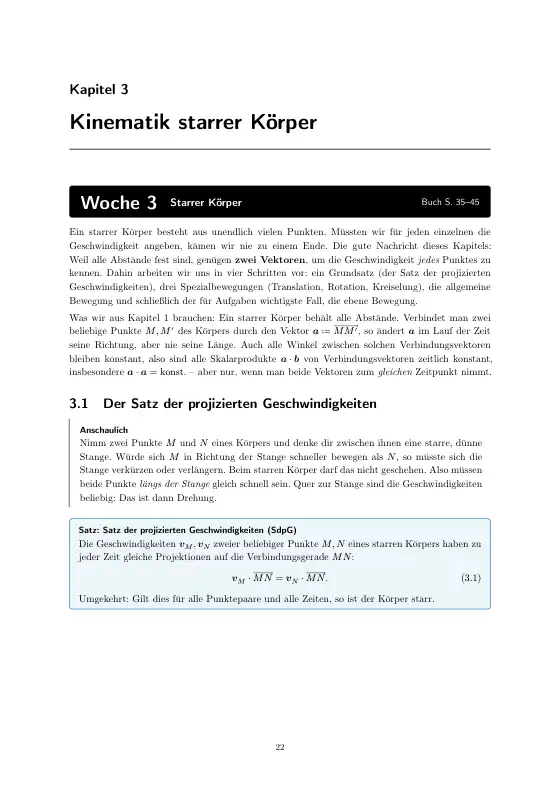 Kapitel 3
Kinematik starrer Körper
Woche 3 Starrer Körper Buch S. 35–45
Ein starrer Körper besteht aus unendlich vielen Punkten. Müssten wir für jeden einzelnen die
Geschwindigkeit angeben, kämen wir nie zu einem Ende. Die gute Nachricht dieses Kapitels:
Weil alle Abstände fest sind, genügen zwei Vektoren, um die Geschwindigkeit jedes Punktes zu
kennen. Dahin arbeiten wir uns in vier Schritten vor: ein Grundsatz (der Satz der projizierten
Geschwindigkeiten), drei Spezialbewegungen (Translation, Rotation, Kreiselung), die allgemeine
Bewegung und schließlich der für Aufgaben wichtigste Fall, die ebene Bewegung.
Was wir aus Kapitel 1 brauchen: Ein starrer Körper behält alle Abstände. Verbindet man zwei
beliebige Punkte M, M′ des Körpers durch den Vektor a := M̅M̅′, so ändert a im Lauf der Zeit
seine Richtung, aber nie seine Länge. Auch alle Winkel zwischen solchen Verbindungsvektoren
bleiben konstant, also sind alle Skalarprodukte a · b von Verbindungsvektoren zeitlich konstant,
insbesondere a · a = konst. – aber nur, wenn man beide Vektoren zum gleichen Zeitpunkt nimmt.
3.1 Der Satz der projizierten Geschwindigkeiten
Anschaulich
Nimm zwei Punkte M und N eines Körpers und denke dir zwischen ihnen eine starre, dünne
Stange. Würde sich M in Richtung der Stange schneller bewegen als N, so müsste sich die
Stange verkürzen oder verlängern. Beim starren Körper darf das nicht geschehen. Also müssen
beide Punkte längs der Stange gleich schnell sein. Quer zur Stange sind die Geschwindigkeiten
beliebig: Das ist dann Drehung.
Satz: Satz der projizierten Geschwindigkeiten (SdpG)
Die Geschwindigkeiten v_M, v_N zweier beliebiger Punkte M, N eines starren Körpers haben zu
jeder Zeit gleiche Projektionen auf die Verbindungsgerade MN:
v_M · M̅N̅ = v_N · M̅N̅. (3.1)
Umgekehrt: Gilt dies für alle Punktepaare und alle Zeiten, so ist der Körper starr.
22